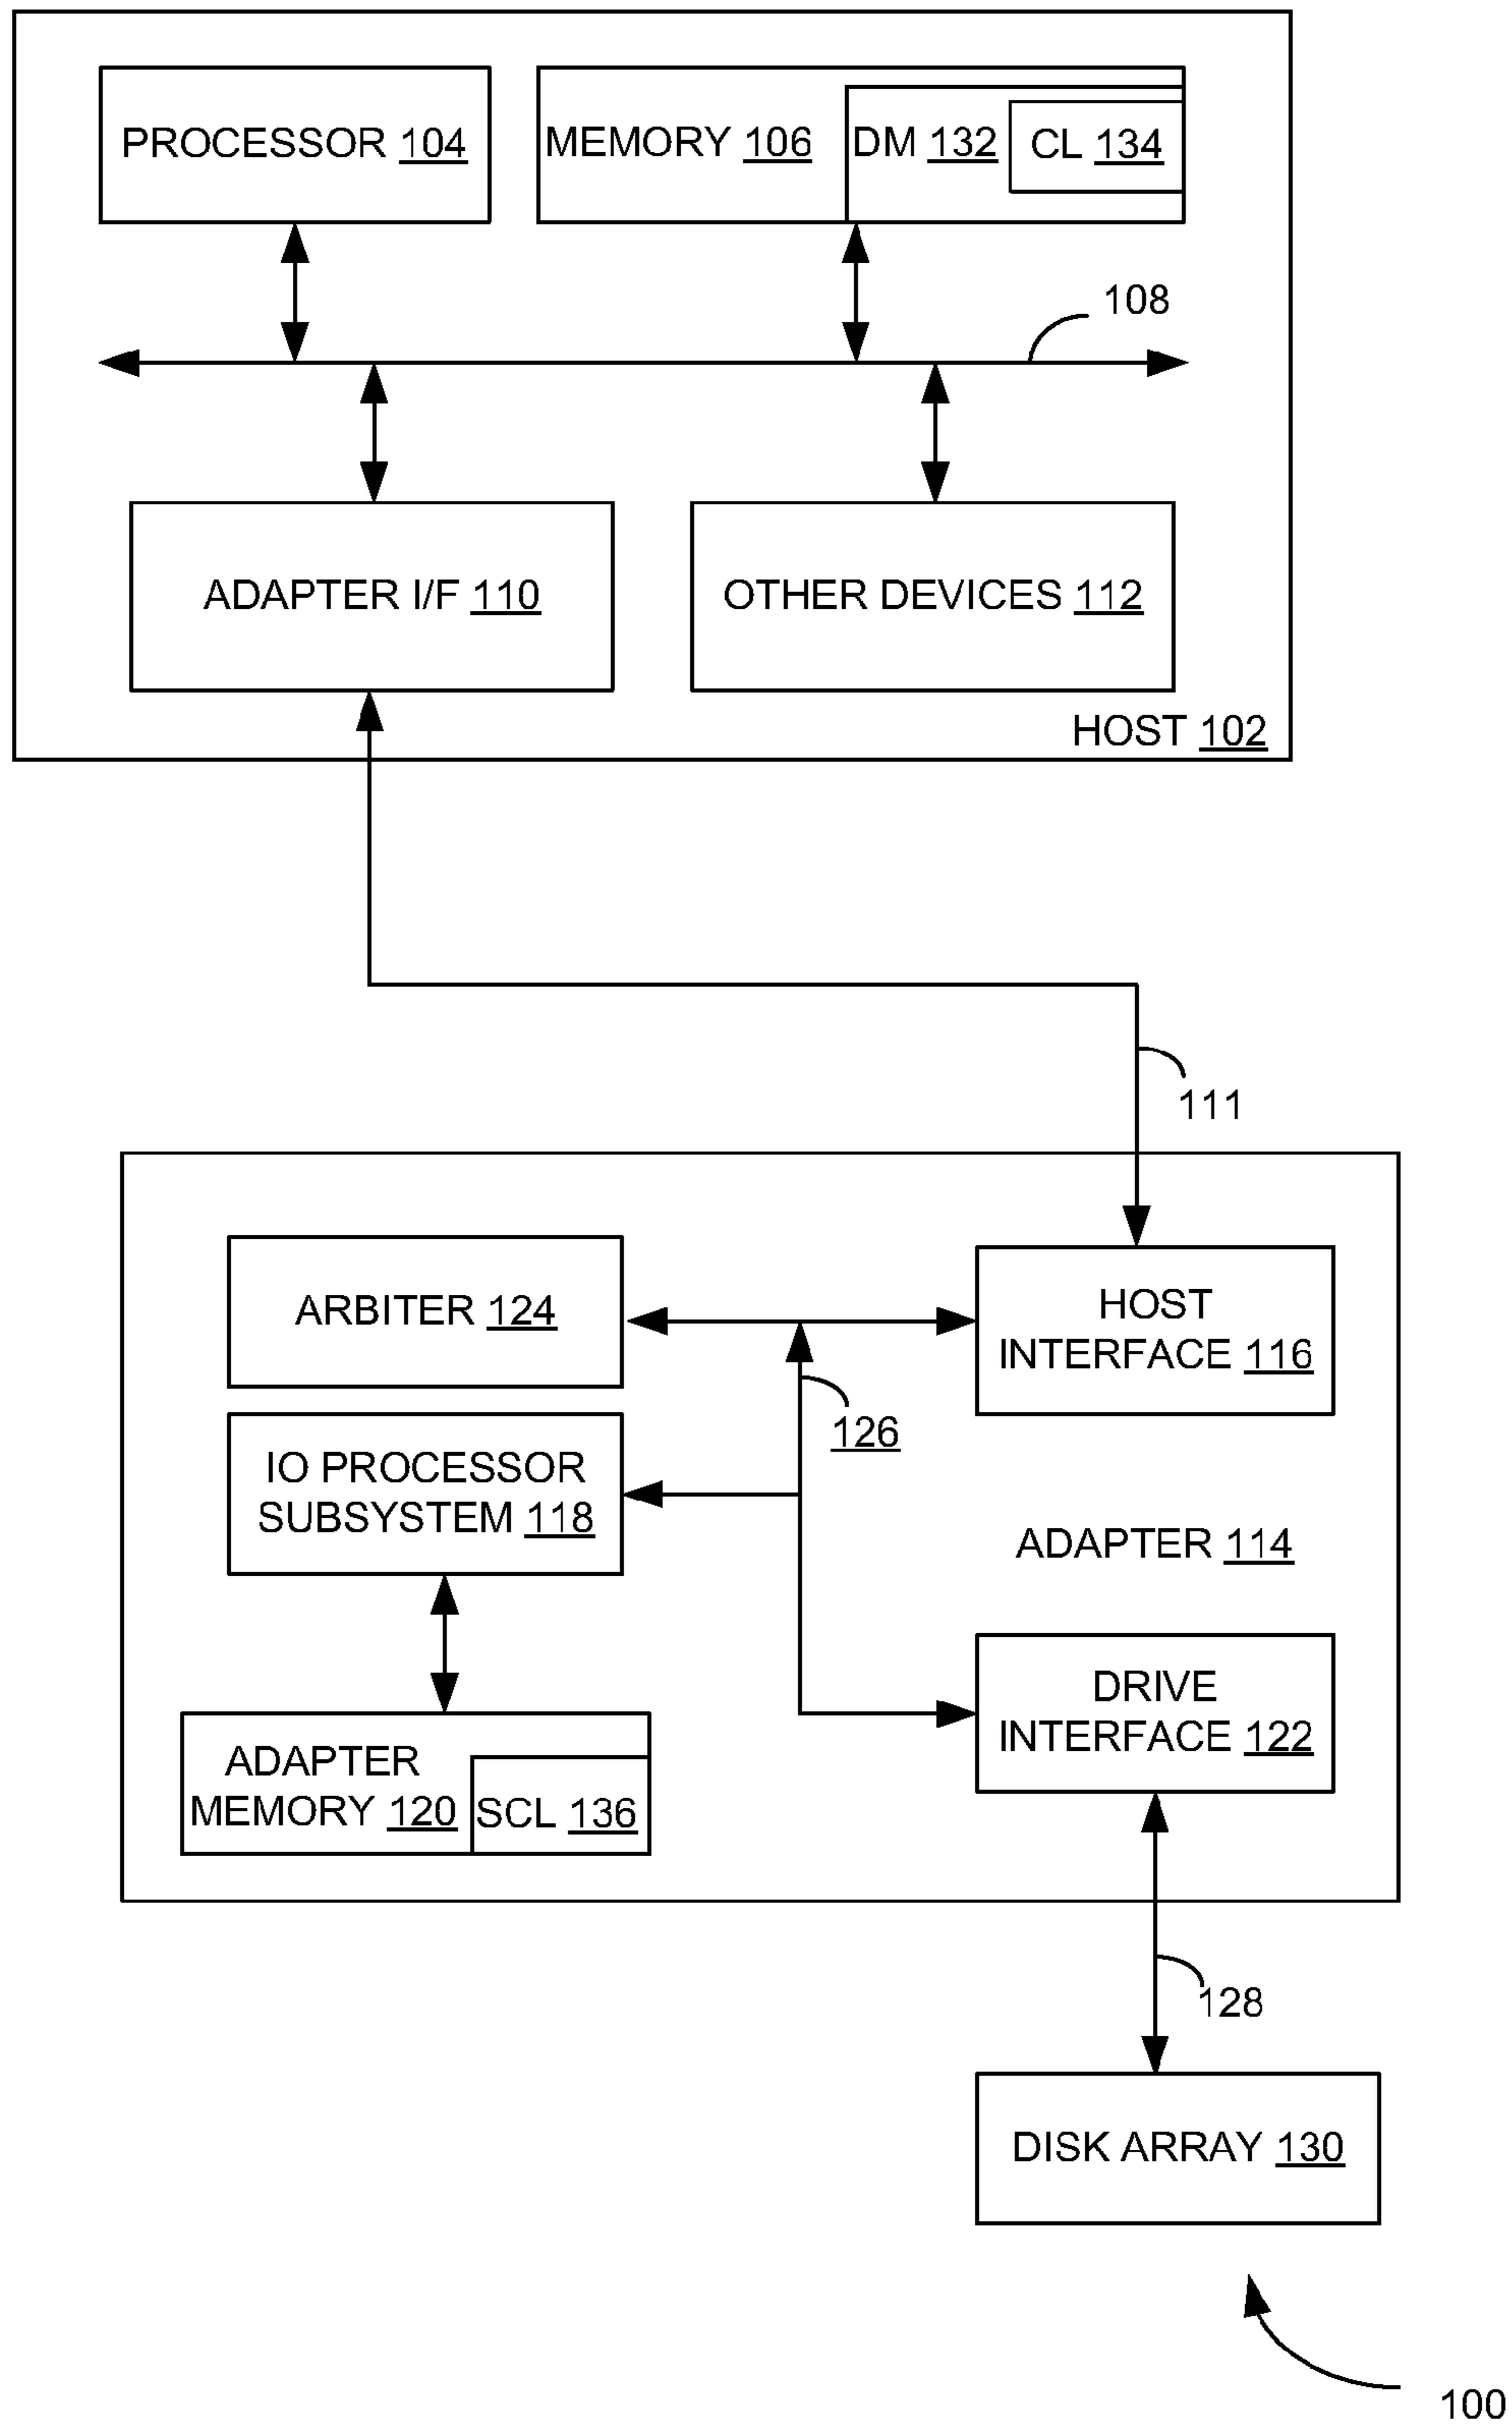 PROCESSOR 104
MEMORY 106
DM 132
CL 134
108
ADAPTER I/F 110
OTHER DEVICES 112
HOST 102
111
ARBITER 124
HOST
INTERFACE 116
126
IO PROCESSOR
SUBSYSTEM 118
ADAPTER 114
DRIVE
INTERFACE 122
ADAPTER
MEMORY 120
SCL 136
128
DISK ARRAY 130
100